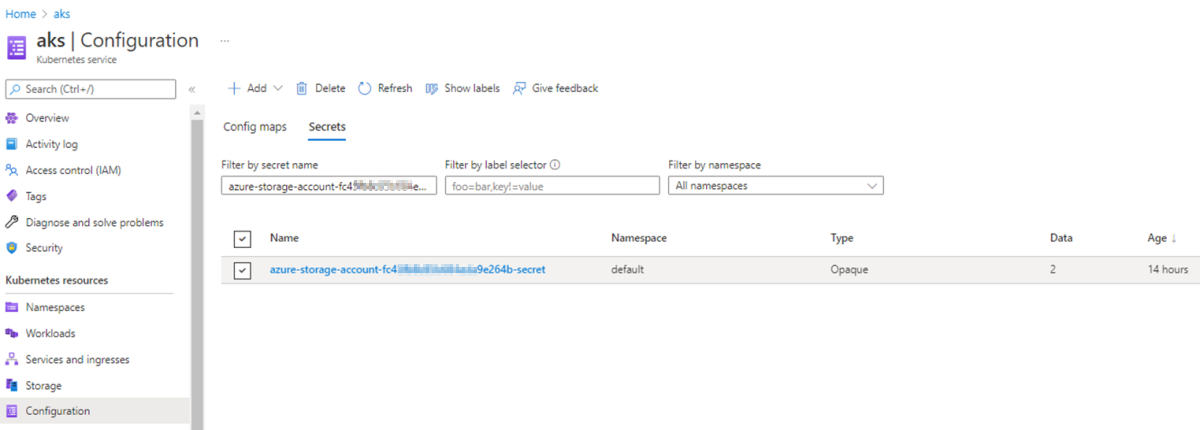 Home > aks
aks | Configuration ...
Kubernetes service
Search (Ctrl+/) «
Overview
Activity log
Access control (IAM)
Tags
Diagnose and solve problems
Security
Kubernetes resources
Namespaces
Workloads
Services and ingresses
Storage
Configuration
Add Delete Refresh Show labels Give feedback
Config maps Secrets
Filter by secret name Filter by label selector Filter by namespace
azure-storage-account-fc4 e... foo=bar,key!=value All namespaces
Name Namespace Type Data Age ↓
azure-storage-account-fc4 9e264b-secret default Opaque 2 14 hours